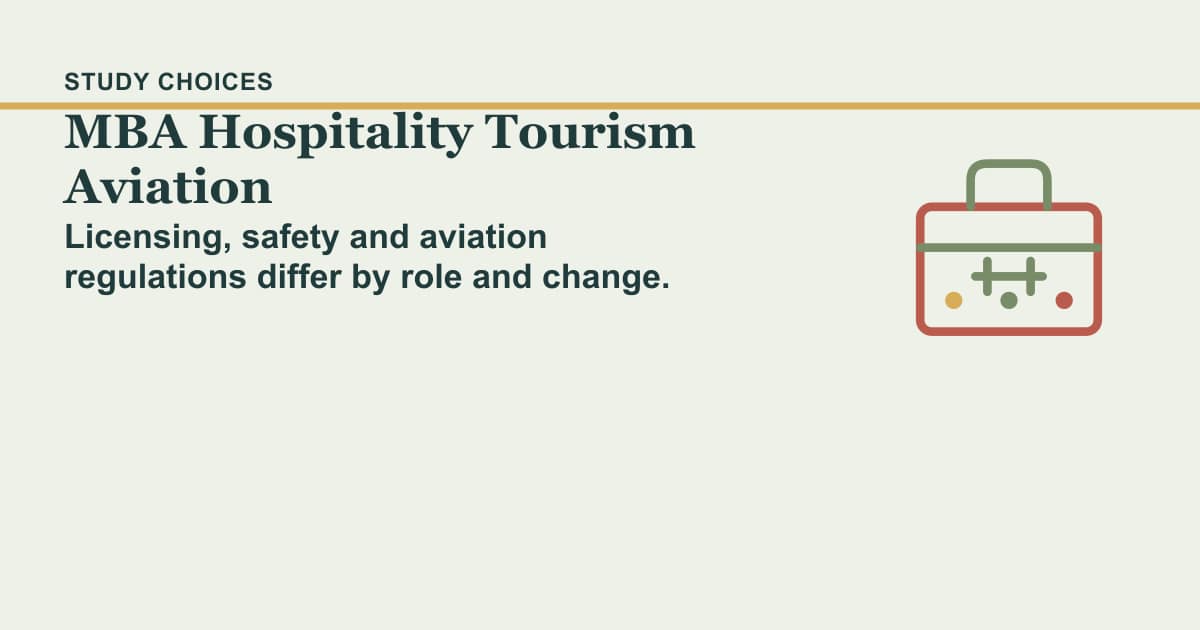 STUDY CHOICES
MBA Hospitality Tourism
Aviation
Licensing, safety and aviation
regulations differ by role and change.